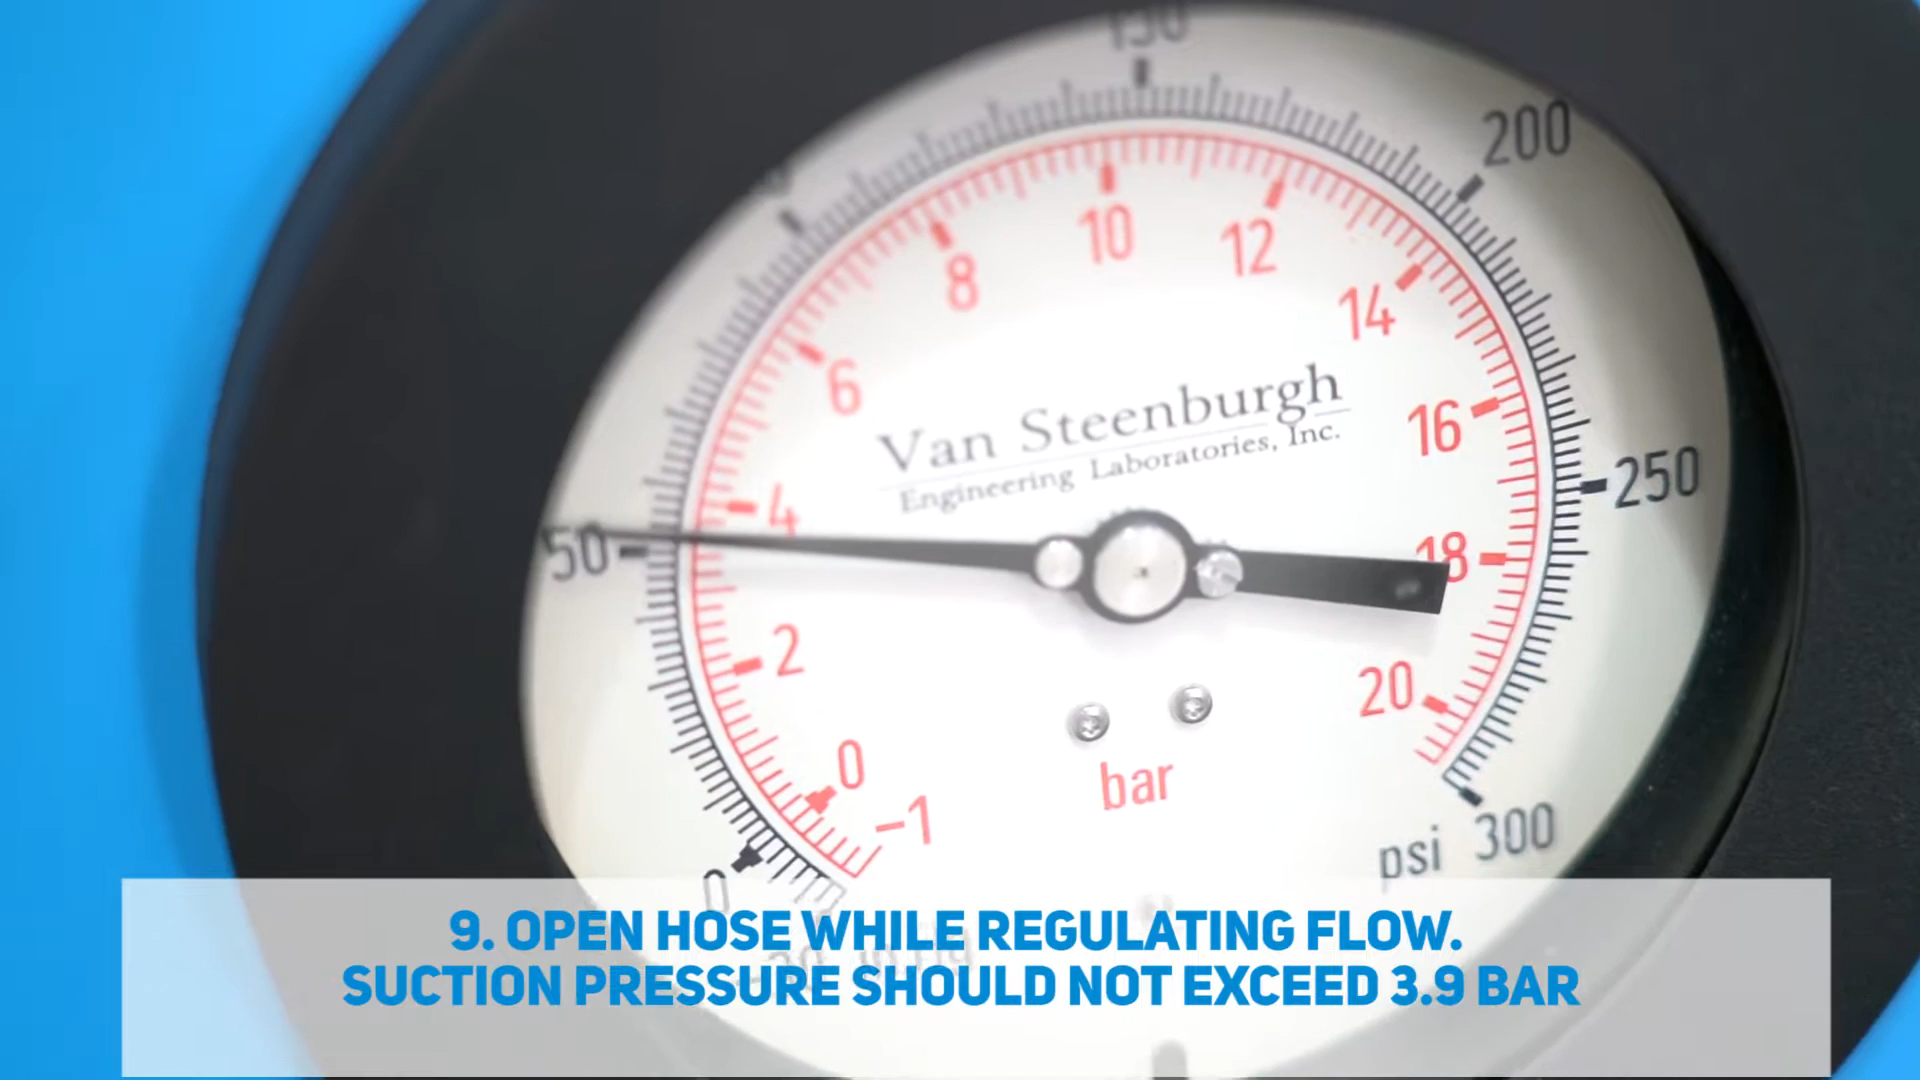 150
200
10
12
8
14
6
Van Steenburgh
Engineering Laboratories, Inc.
16
250
4
50
18
2
20
0
-1
bar
psi 300
0
9. OPEN HOSE WHILE REGULATING FLOW.
SUCTION PRESSURE SHOULD NOT EXCEED 3.9 BAR